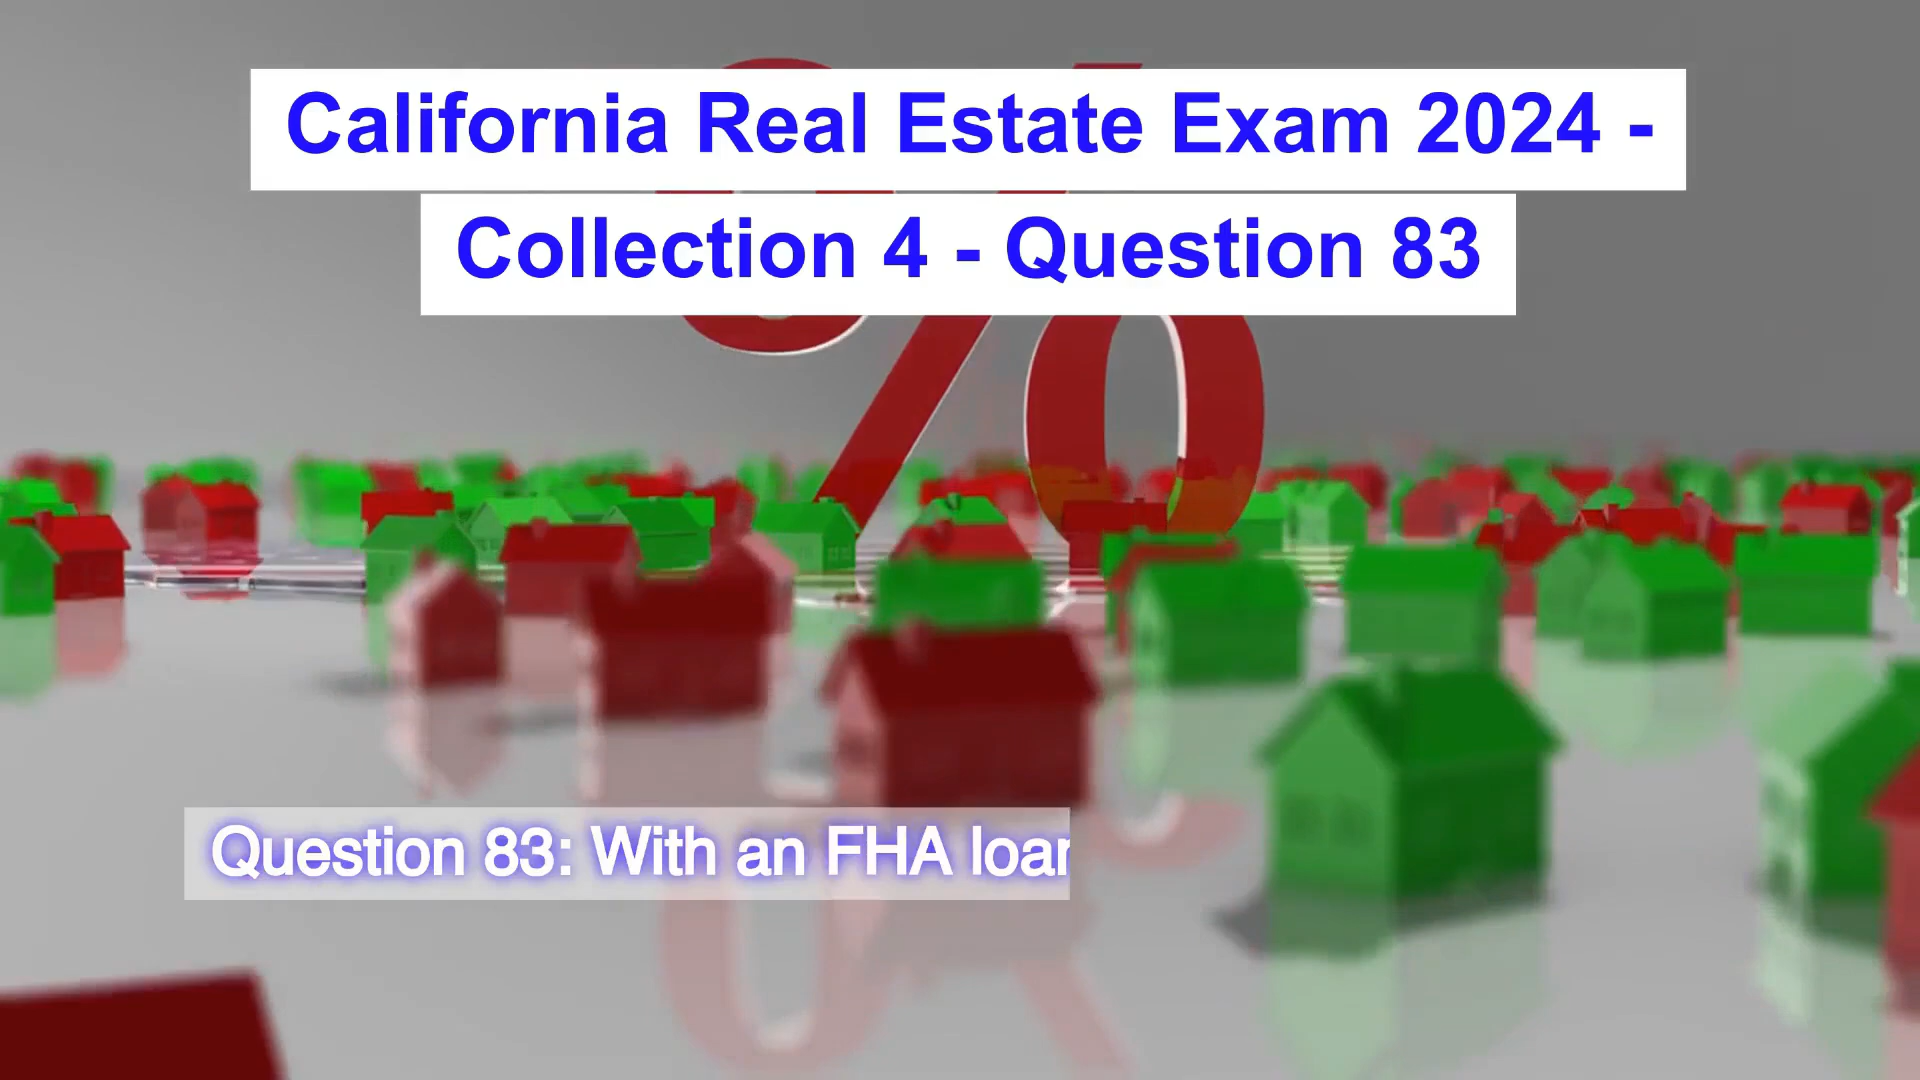 California Real Estate Exam 2024 -
Collection 4 - Question 83
%
Question 83: With an FHA